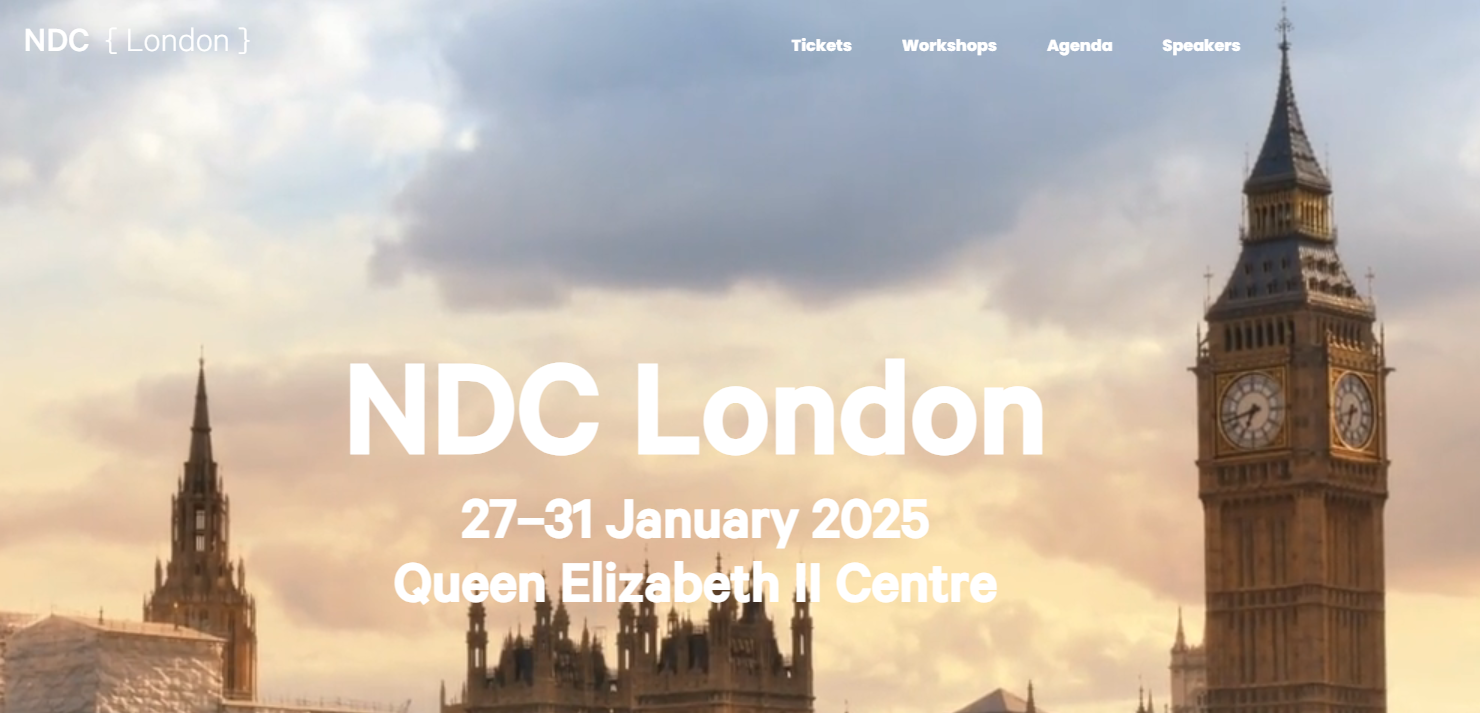 NDC { London }
Tickets Workshops Agenda Speakers
NDC London
27–31 January 2025
Queen Elizabeth II Centre